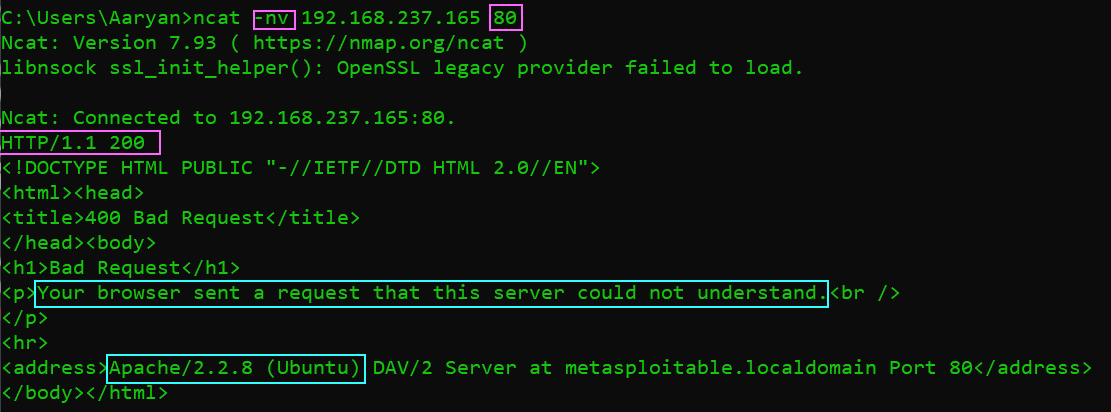 C:\Users\Aaryan>ncat -nv 192.168.237.165 80
Ncat: Version 7.93 ( https://nmap.org/ncat )
libnsock ssl_init_helper(): OpenSSL legacy provider failed to load.
Ncat: Connected to 192.168.237.165:80.
HTTP/1.1 200
<!DOCTYPE HTML PUBLIC "-//IETF//DTD HTML 2.0//EN">
<html><head>
<title>400 Bad Request</title>
</head><body>
<h1>Bad Request</h1>
<p>Your browser sent a request that this server could not understand.<br />
</p>
<hr>
<address>Apache/2.2.8 (Ubuntu) DAV/2 Server at metasploitable.localdomain Port 80</address>
</body></html>